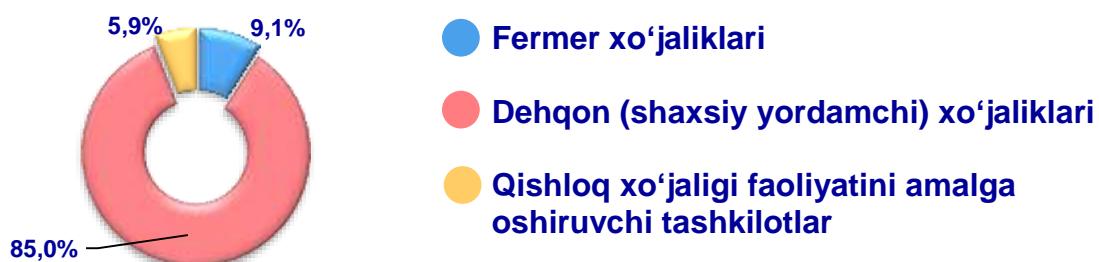 5,9%
9,1%
85,0%
Fermer xo‘jaliklari
Dehqon (shaxsiy yordamchi) xo‘jaliklari
Qishloq xo‘jaligi faoliyatini amalga
oshiruvchi tashkilotlar